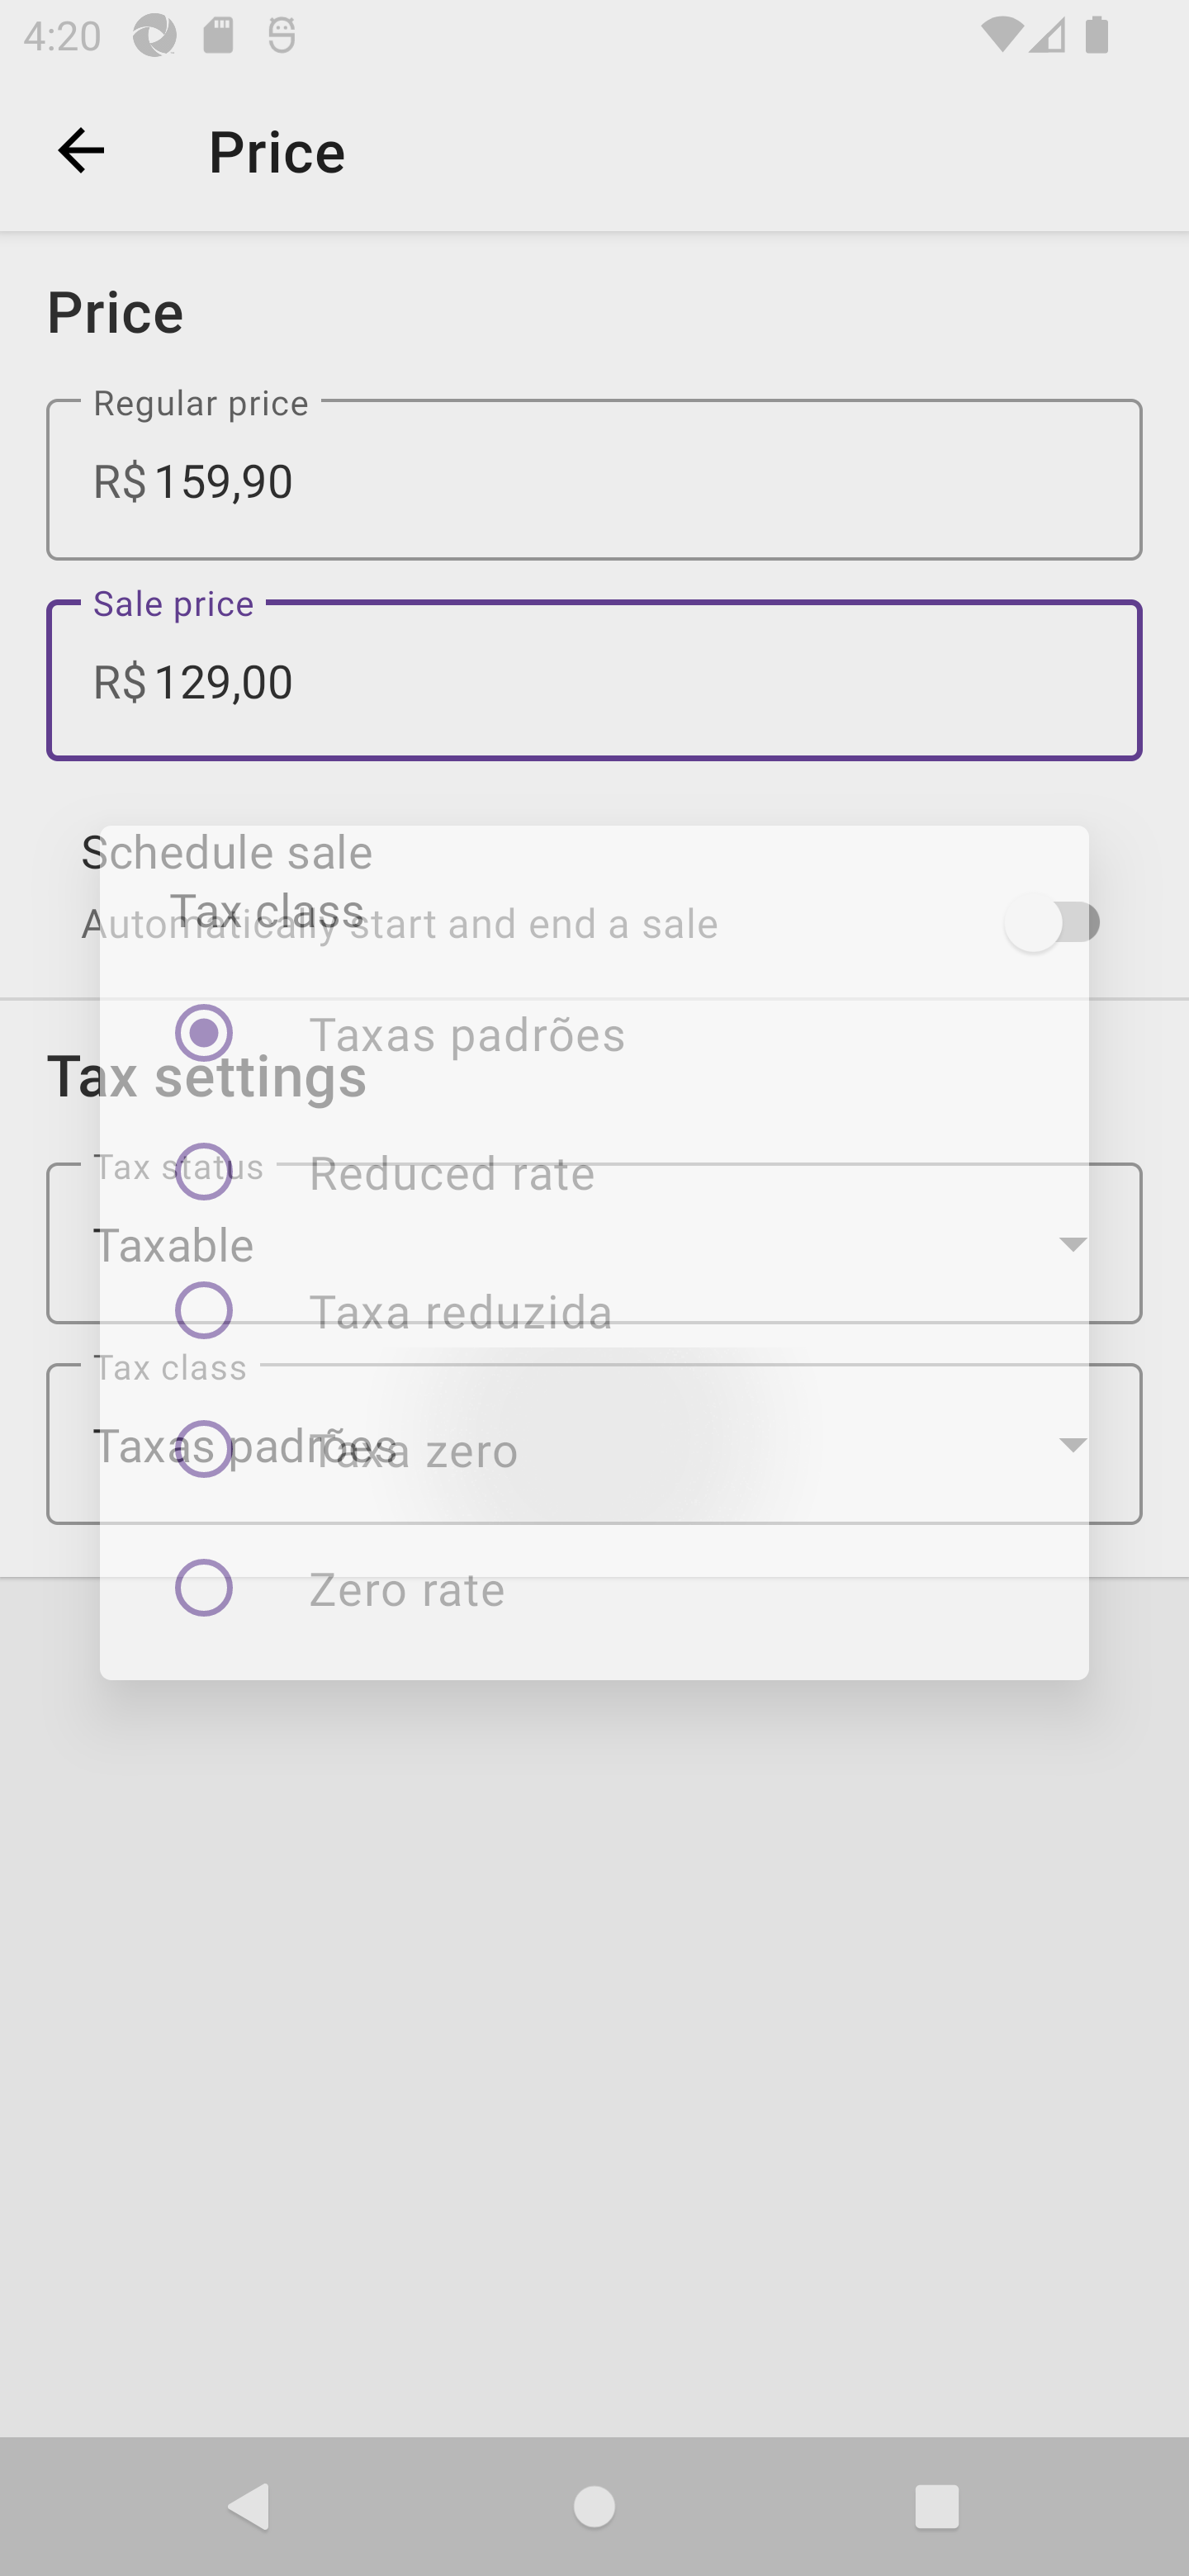 4:20
Price
Price
Regular price
R$ 159,90
Sale price
R$ 129,00
Schedule sale
Tax class
Automatically start and end a sale
Taxas padrões
Tax settings
Tax status
Reduced rate
Taxable
Taxa reduzida
Tax class
Taxas padrões
Taxa zero
Zero rate